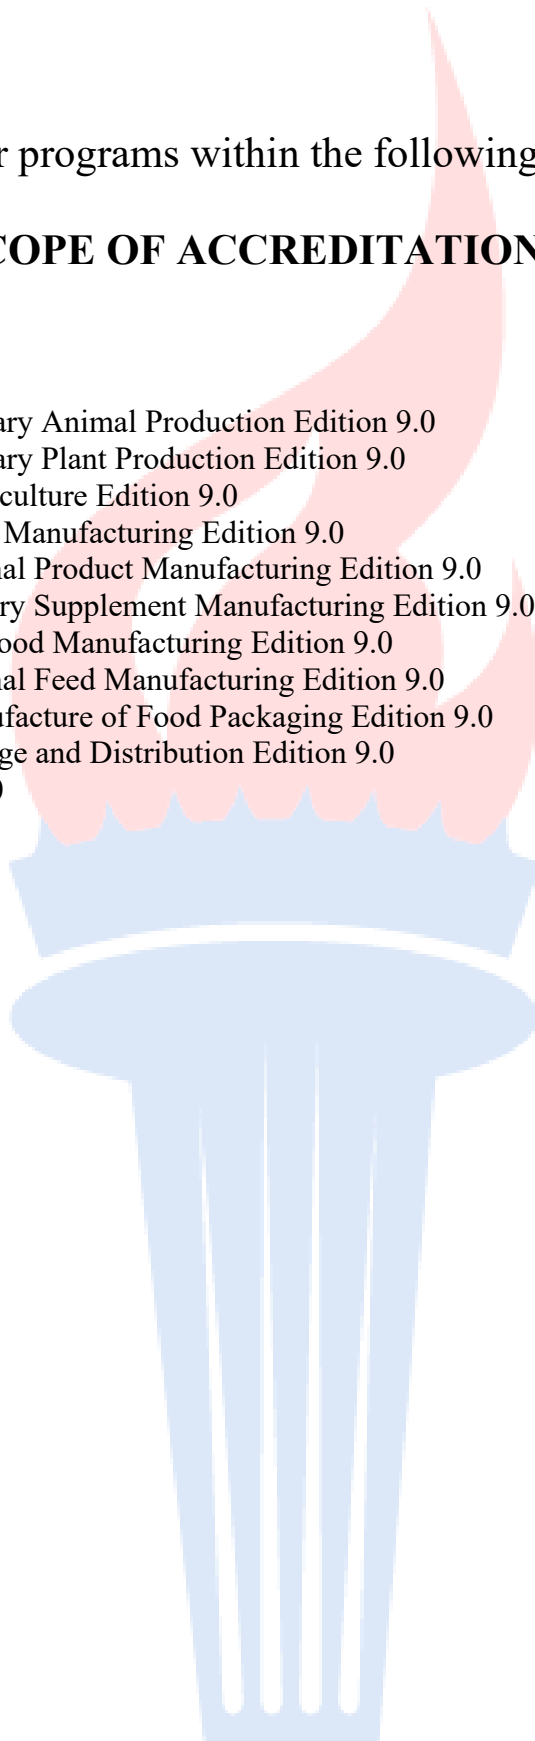 r programs within the following
COPE OF ACCREDITATION
ary Animal Production Edition 9.0
ary Plant Production Edition 9.0
culture Edition 9.0
Manufacturing Edition 9.0
al Product Manufacturing Edition 9.0
ry Supplement Manufacturing Edition 9.0
ood Manufacturing Edition 9.0
al Feed Manufacturing Edition 9.0
facture of Food Packaging Edition 9.0
ge and Distribution Edition 9.0